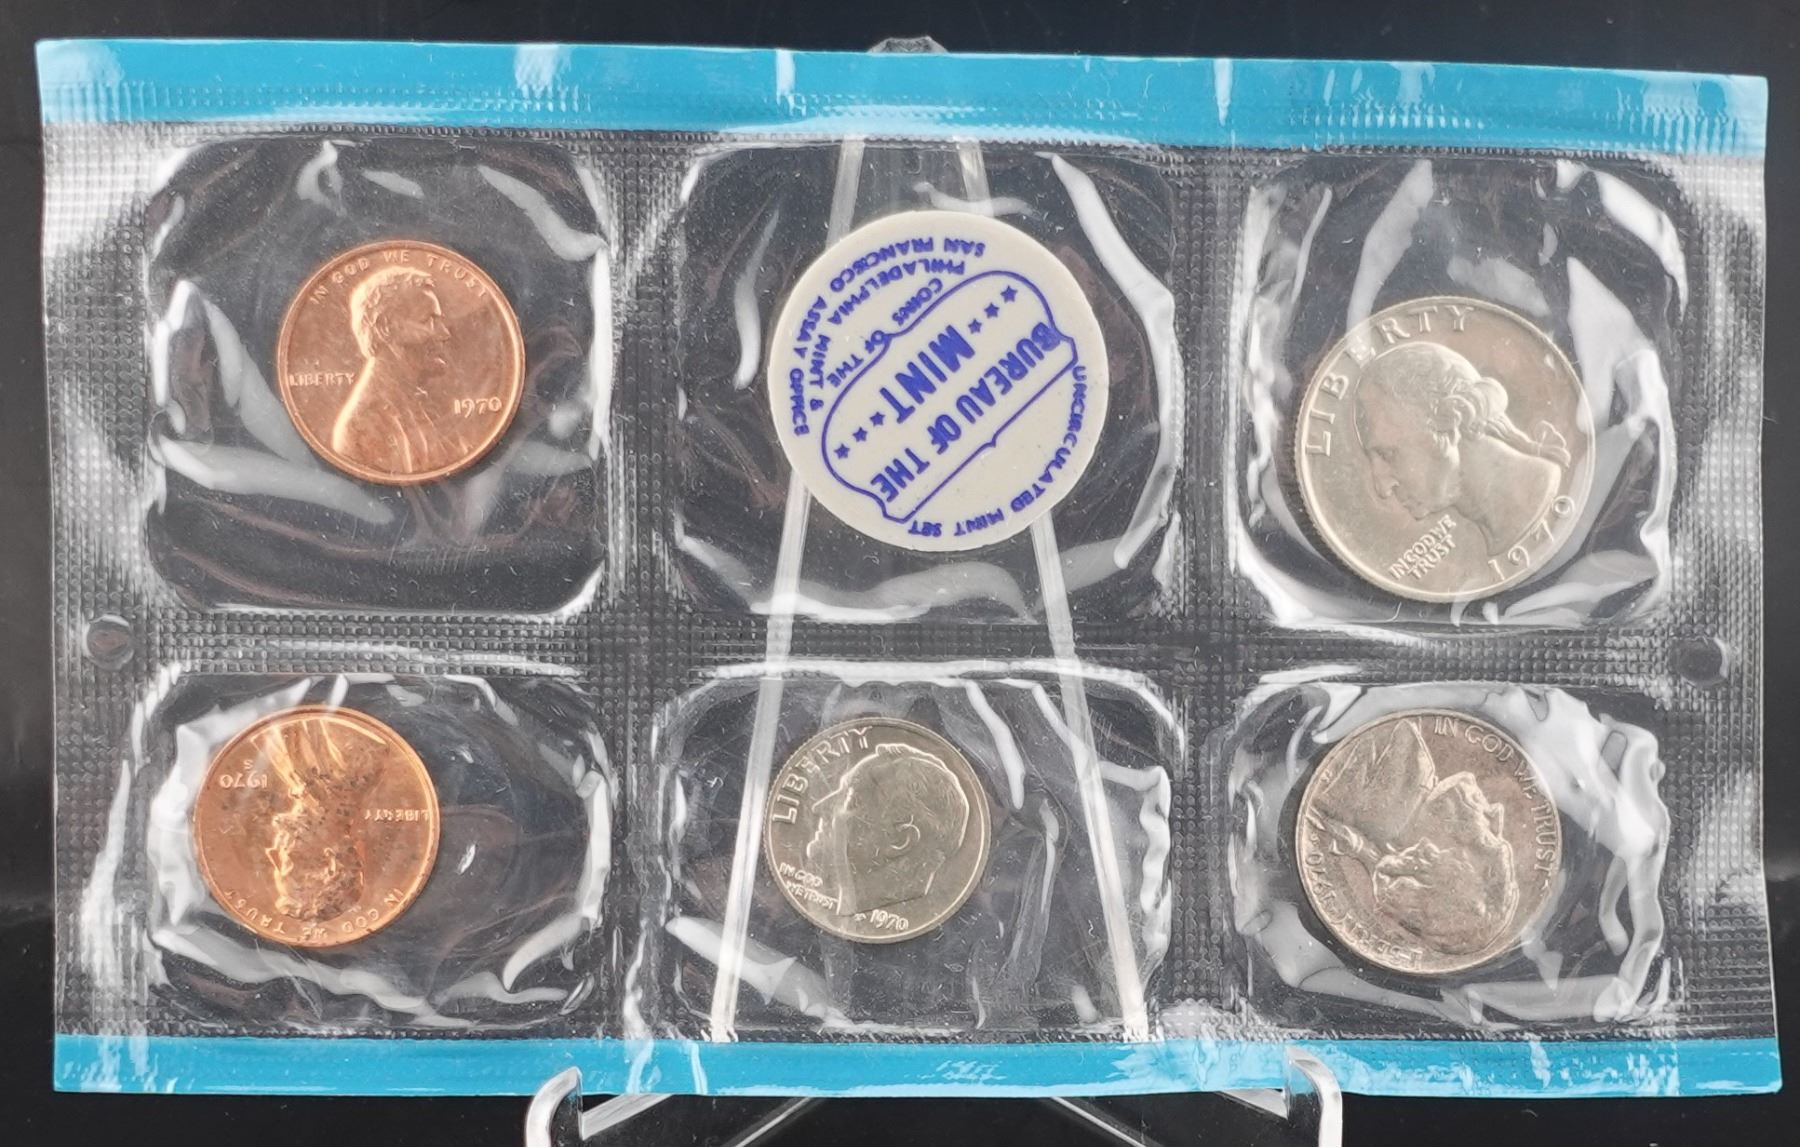 IN GOD WE TRUST
LIBERTY
1970
UNCIRCULATED MINT SET
BUREAU OF THE
MINT
COINS OF THE
PHILADELPHIA MINT &
SAN FRANCISCO ASSAY OFFICE
LIBERTY
IN GOD WE
TRUST
1970
IN GOD WE TRUST
LIBERTY
1970
S
LIBERTY
IN GOD
WE TRUST
1970
IN GOD WE TRUST
LIBERTY
1970